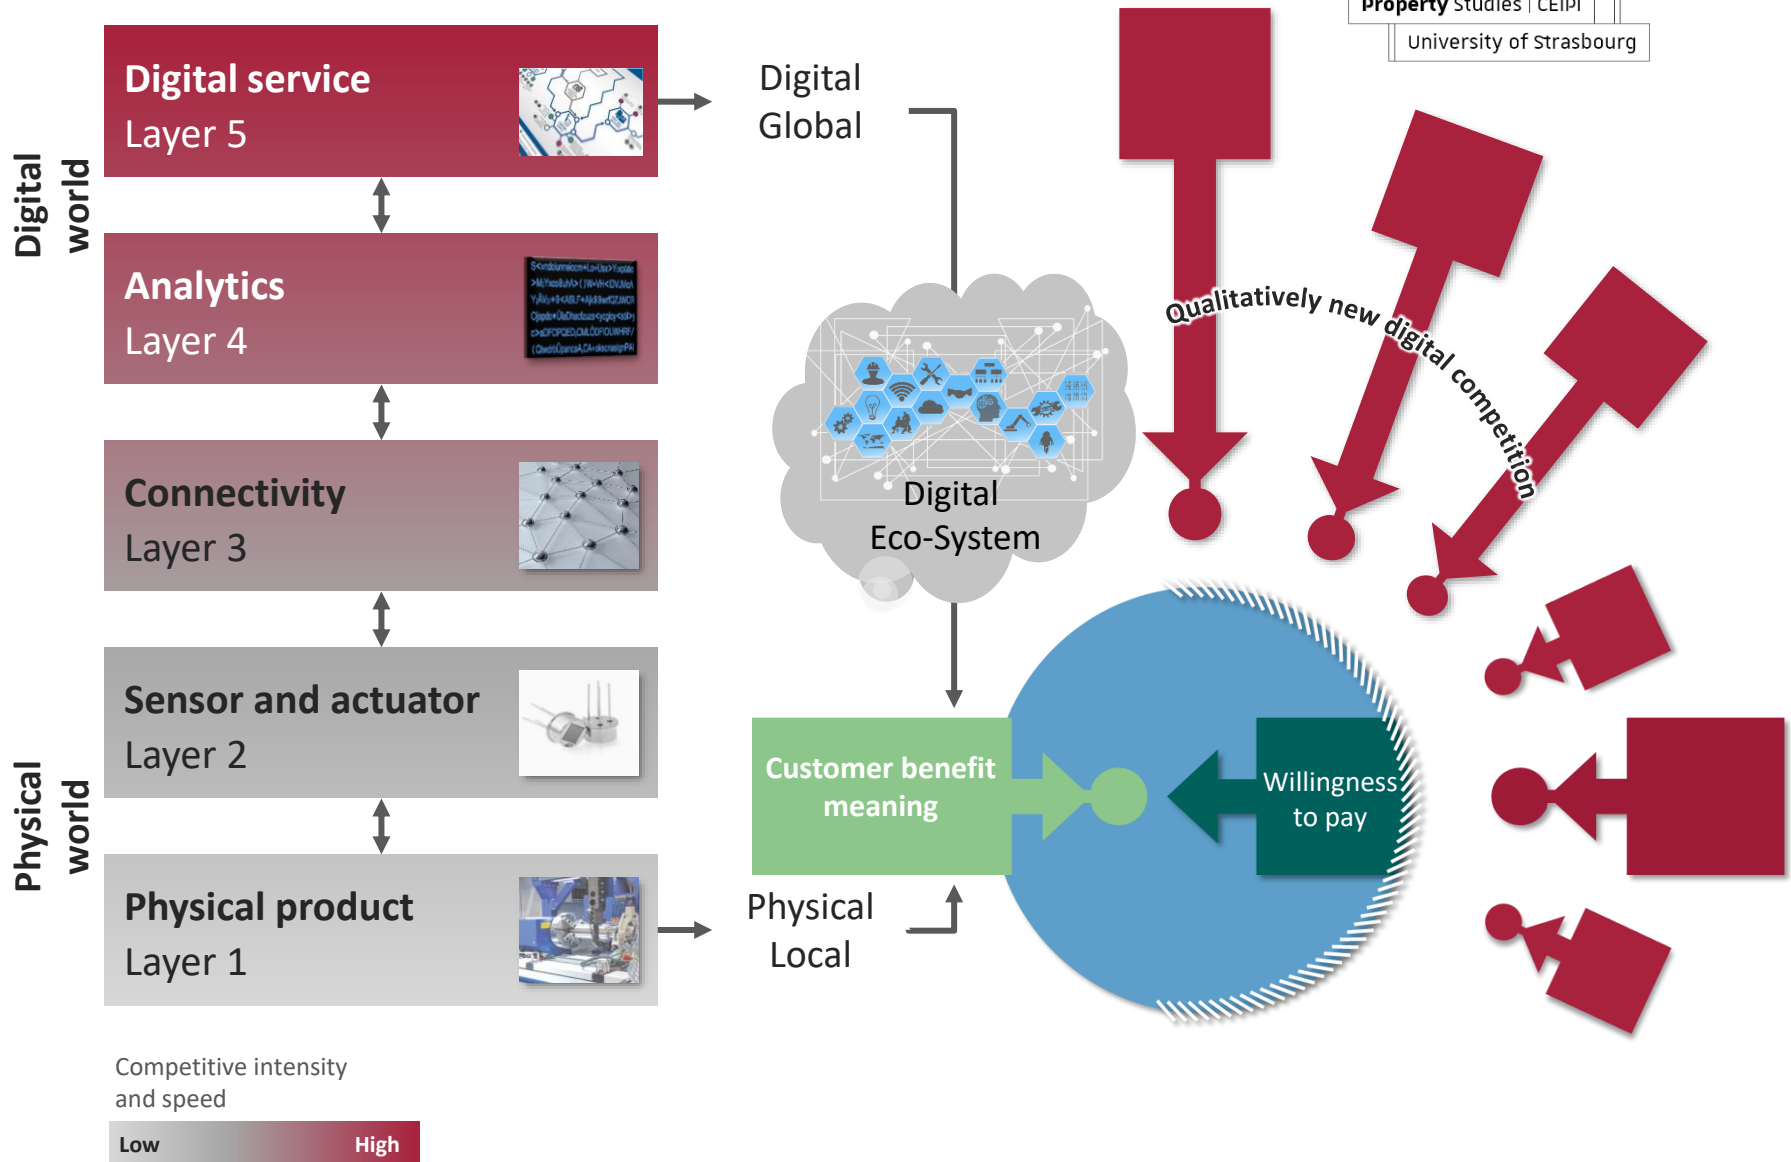 Property Studies | CEIPI
University of Strasbourg
Digital world
Digital service
Layer 5
Analytics
Layer 4
Connectivity
Layer 3
Physical world
Sensor and actuator
Layer 2
Physical product
Layer 1
Digital
Global
Digital
Eco-System
Qualitatively new digital competition
Customer benefit
meaning
Willingness
to pay
Physical
Local
Competitive intensity
and speed
Low
High